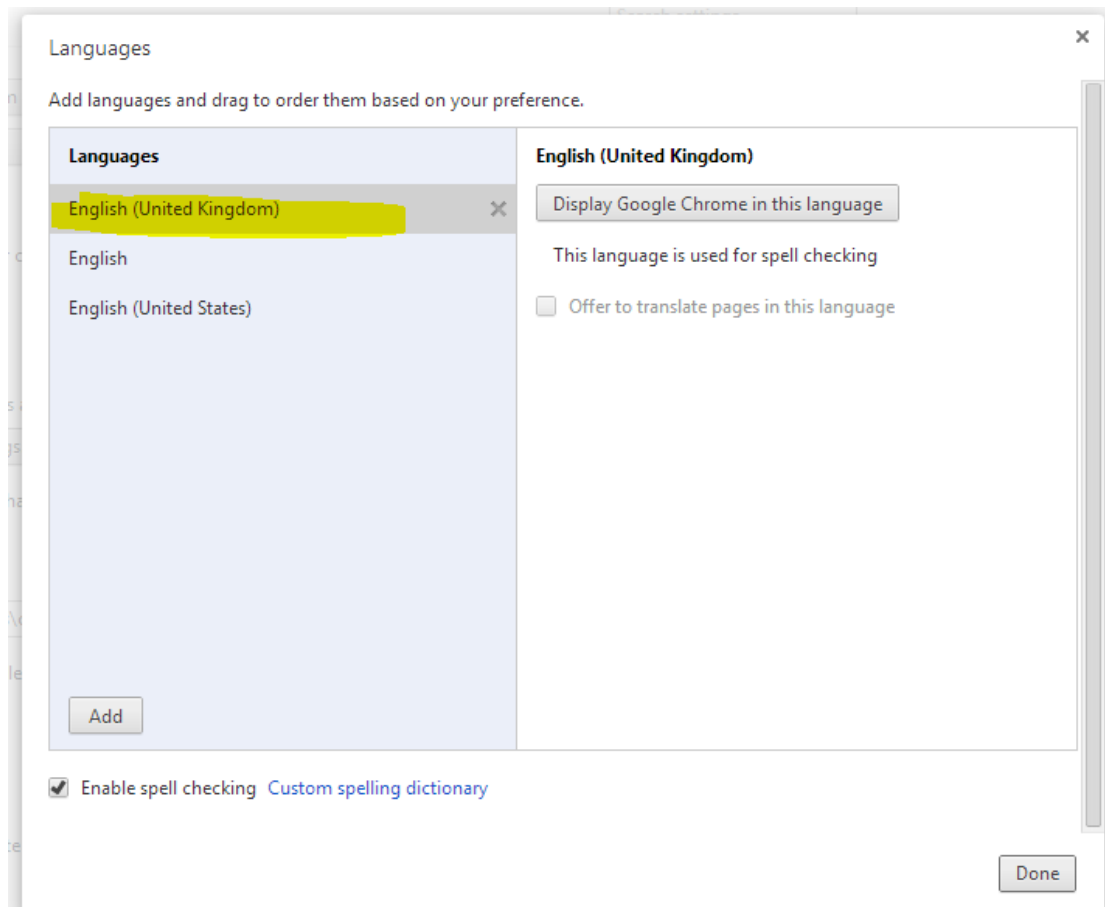 Languages
Add languages and drag to order them based on your preference.
Languages
English (United Kingdom)
English
English (United States)
Add
English (United Kingdom)
Display Google Chrome in this language
This language is used for spell checking
Offer to translate pages in this language
Enable spell checking Custom spelling dictionary
Done